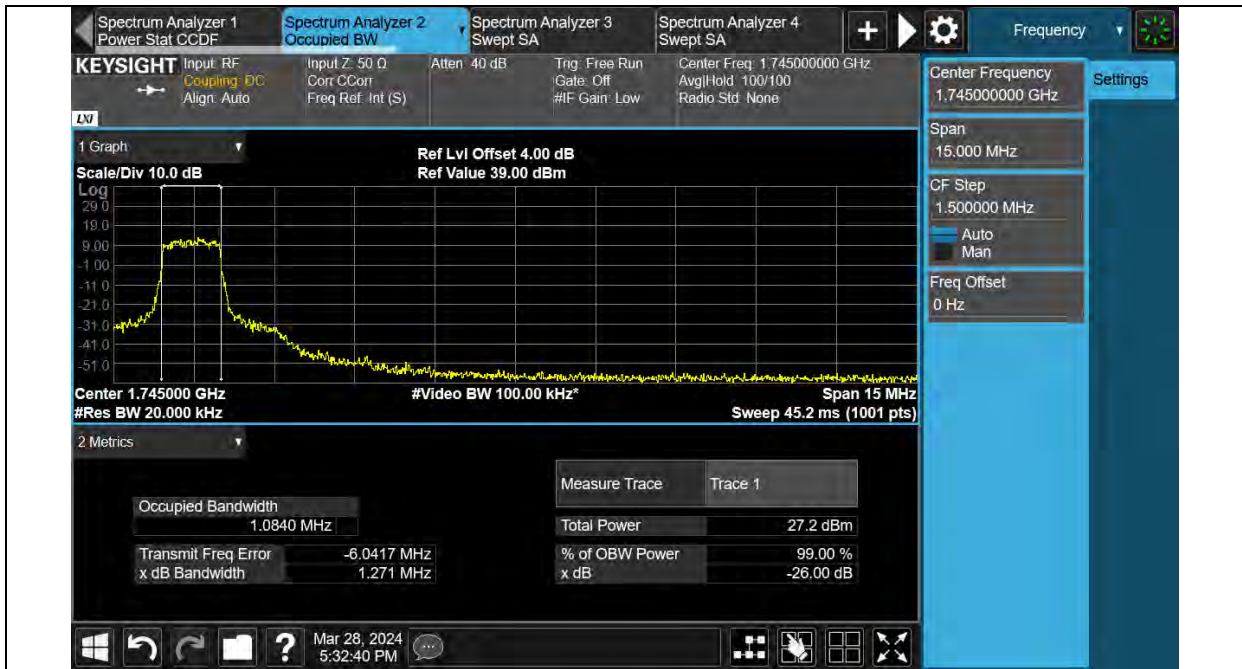 Spectrum Analyzer 1
Power Stat CCDF
Spectrum Analyzer 2
Occupied BW
Spectrum Analyzer 3
Swept SA
Spectrum Analyzer 4
Swept SA
+
Frequency
KEYSIGHT
LXI
Input: RF
Coupling: DC
Align: Auto
Input Z: 50 Ω
Corr CCorr
Freq Ref: Int (S)
Atten: 40 dB
Trig: Free Run
Gate: Off
#IF Gain: Low
Center Freq: 1.745000000 GHz
Avg|Hold: 100/100
Radio Std: None
Center Frequency
1.745000000 GHz
Settings
Span
15.000 MHz
CF Step
1.500000 MHz
Auto
Man
Freq Offset
0 Hz
1 Graph
Scale/Div 10.0 dB
Ref Lvl Offset 4.00 dB
Ref Value 39.00 dBm
Log
29.0
19.0
9.00
-1.00
-11.0
-21.0
-31.0
-41.0
-51.0
Center 1.745000 GHz
#Video BW 100.00 kHz*
Span 15 MHz
#Res BW 20.000 kHz
Sweep 45.2 ms (1001 pts)
2 Metrics
Measure Trace Trace 1
Occupied Bandwidth
1.0840 MHz
Total Power 27.2 dBm
Transmit Freq Error -6.0417 MHz
% of OBW Power 99.00 %
x dB Bandwidth 1.271 MHz
x dB -26.00 dB
?
Mar 28, 2024
5:32:40 PM